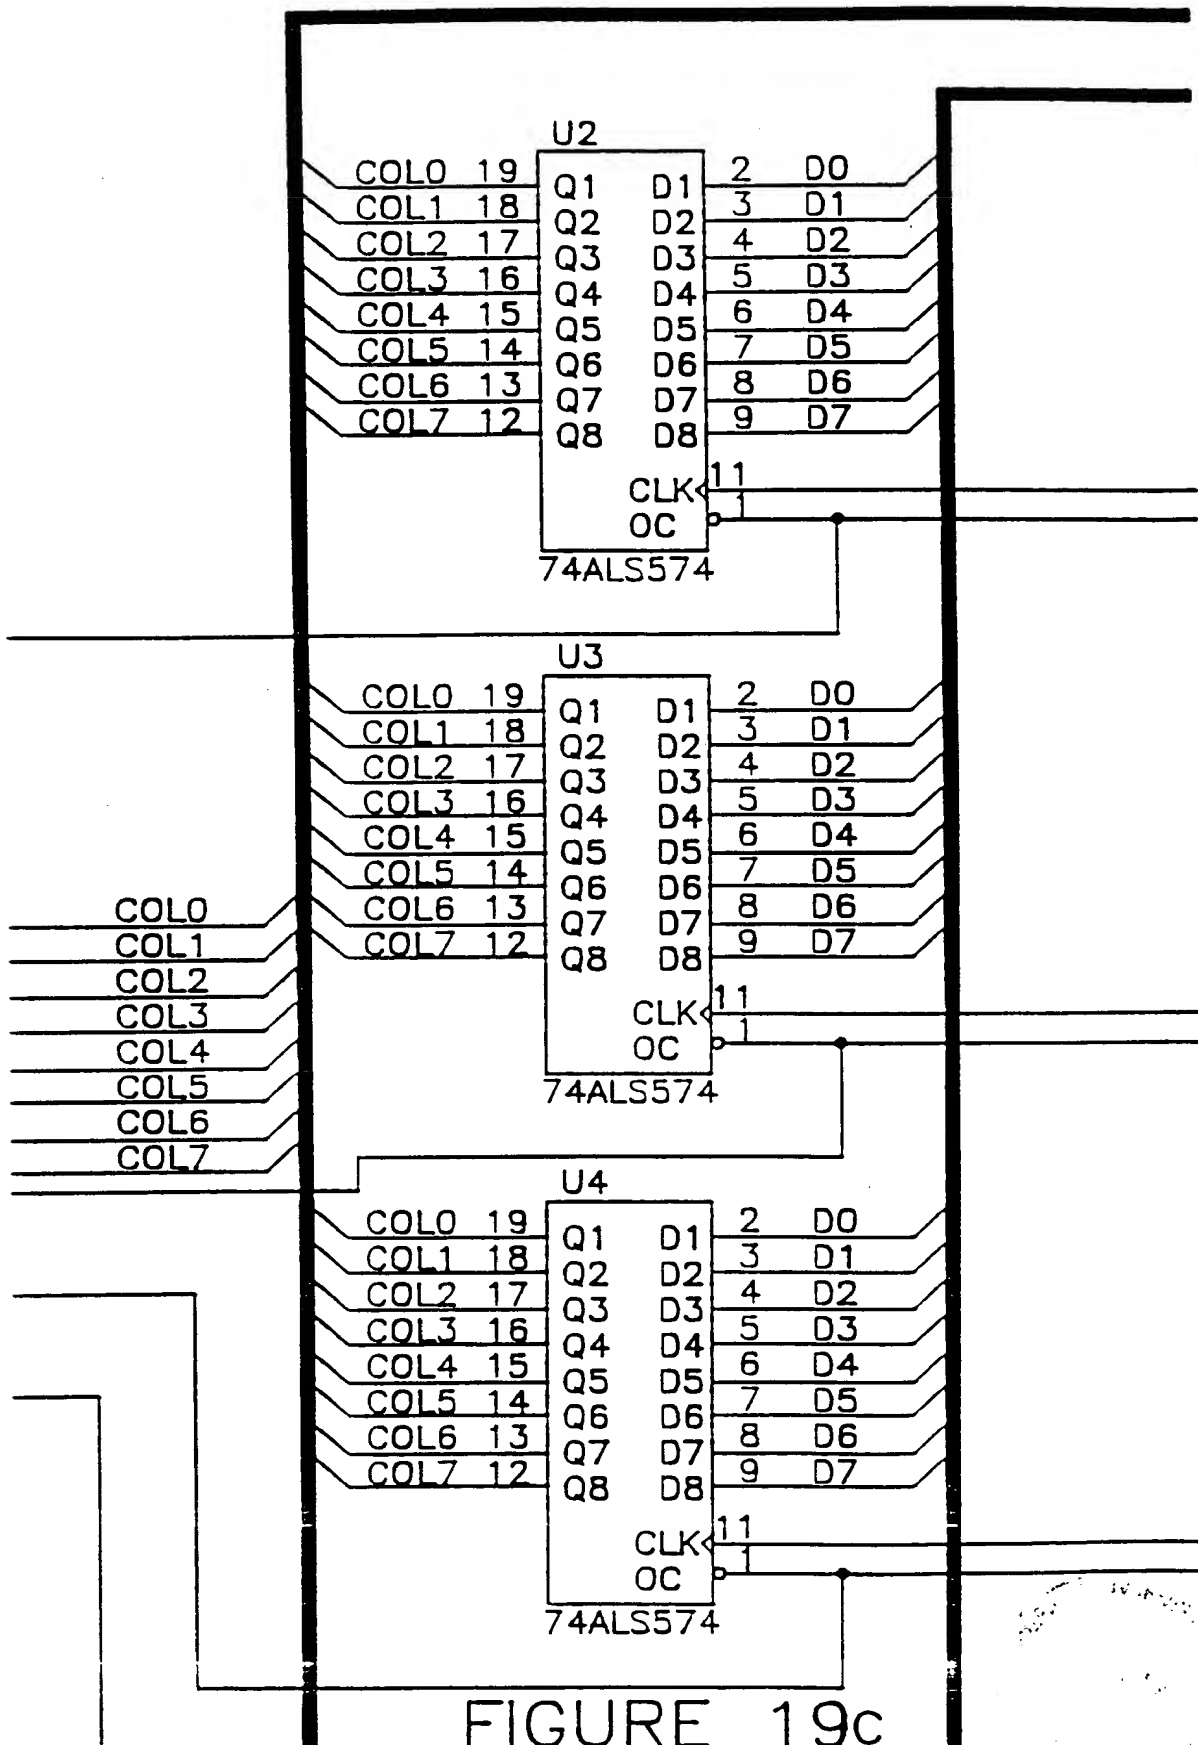 U2
COL0 19 Q1 D1 2 D0
COL1 18 Q2 D2 3 D1
COL2 17 Q3 D3 4 D2
COL3 16 Q4 D4 5 D3
COL4 15 Q5 D5 6 D4
COL5 14 Q6 D6 7 D5
COL6 13 Q7 D7 8 D6
COL7 12 Q8 D8 9 D7
CLK 11
OC 1
74ALS574
U3
COL0 19 Q1 D1 2 D0
COL1 18 Q2 D2 3 D1
COL2 17 Q3 D3 4 D2
COL3 16 Q4 D4 5 D3
COL4 15 Q5 D5 6 D4
COL5 14 Q6 D6 7 D5
COL6 13 Q7 D7 8 D6
COL7 12 Q8 D8 9 D7
CLK 11
OC 1
74ALS574
COL0
COL1
COL2
COL3
COL4
COL5
COL6
COL7
U4
COL0 19 Q1 D1 2 D0
COL1 18 Q2 D2 3 D1
COL2 17 Q3 D3 4 D2
COL3 16 Q4 D4 5 D3
COL4 15 Q5 D5 6 D4
COL5 14 Q6 D6 7 D5
COL6 13 Q7 D7 8 D6
COL7 12 Q8 D8 9 D7
CLK 11
OC 1
74ALS574
FIGURE 19c